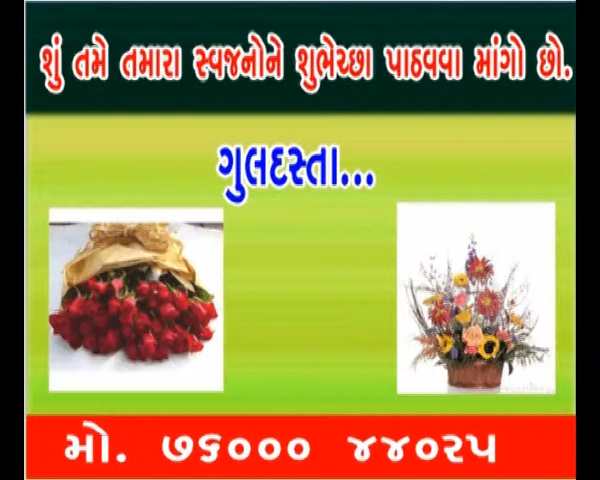 શું તમે તમારા સ્વજનોને શુભેચ્છા પાઠવવા માંગો છો.
ગુલદસ્તા...
મો. ૭૬૦૦૦ ૪૪૦૨૫